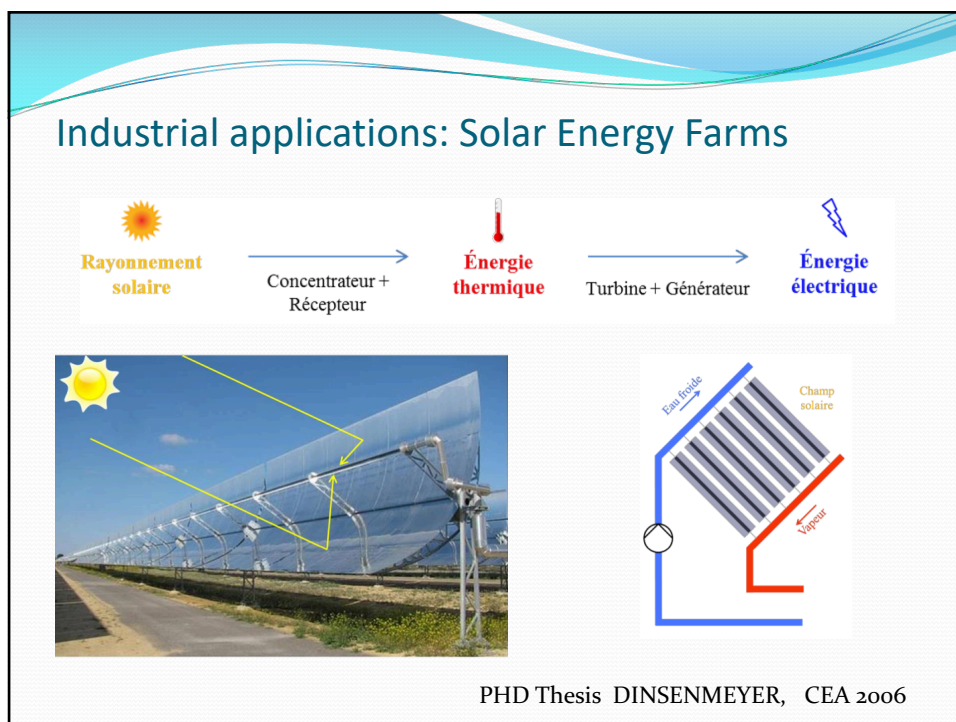 Industrial applications: Solar Energy Farms
Rayonnement
solaire
Concentrateur +
Récepteur
Énergie
thermique
Turbine + Générateur
Énergie
électrique
Eau froide
Champ
solaire
Vapeur
PHD Thesis DINSENMEYER, CEA 2006